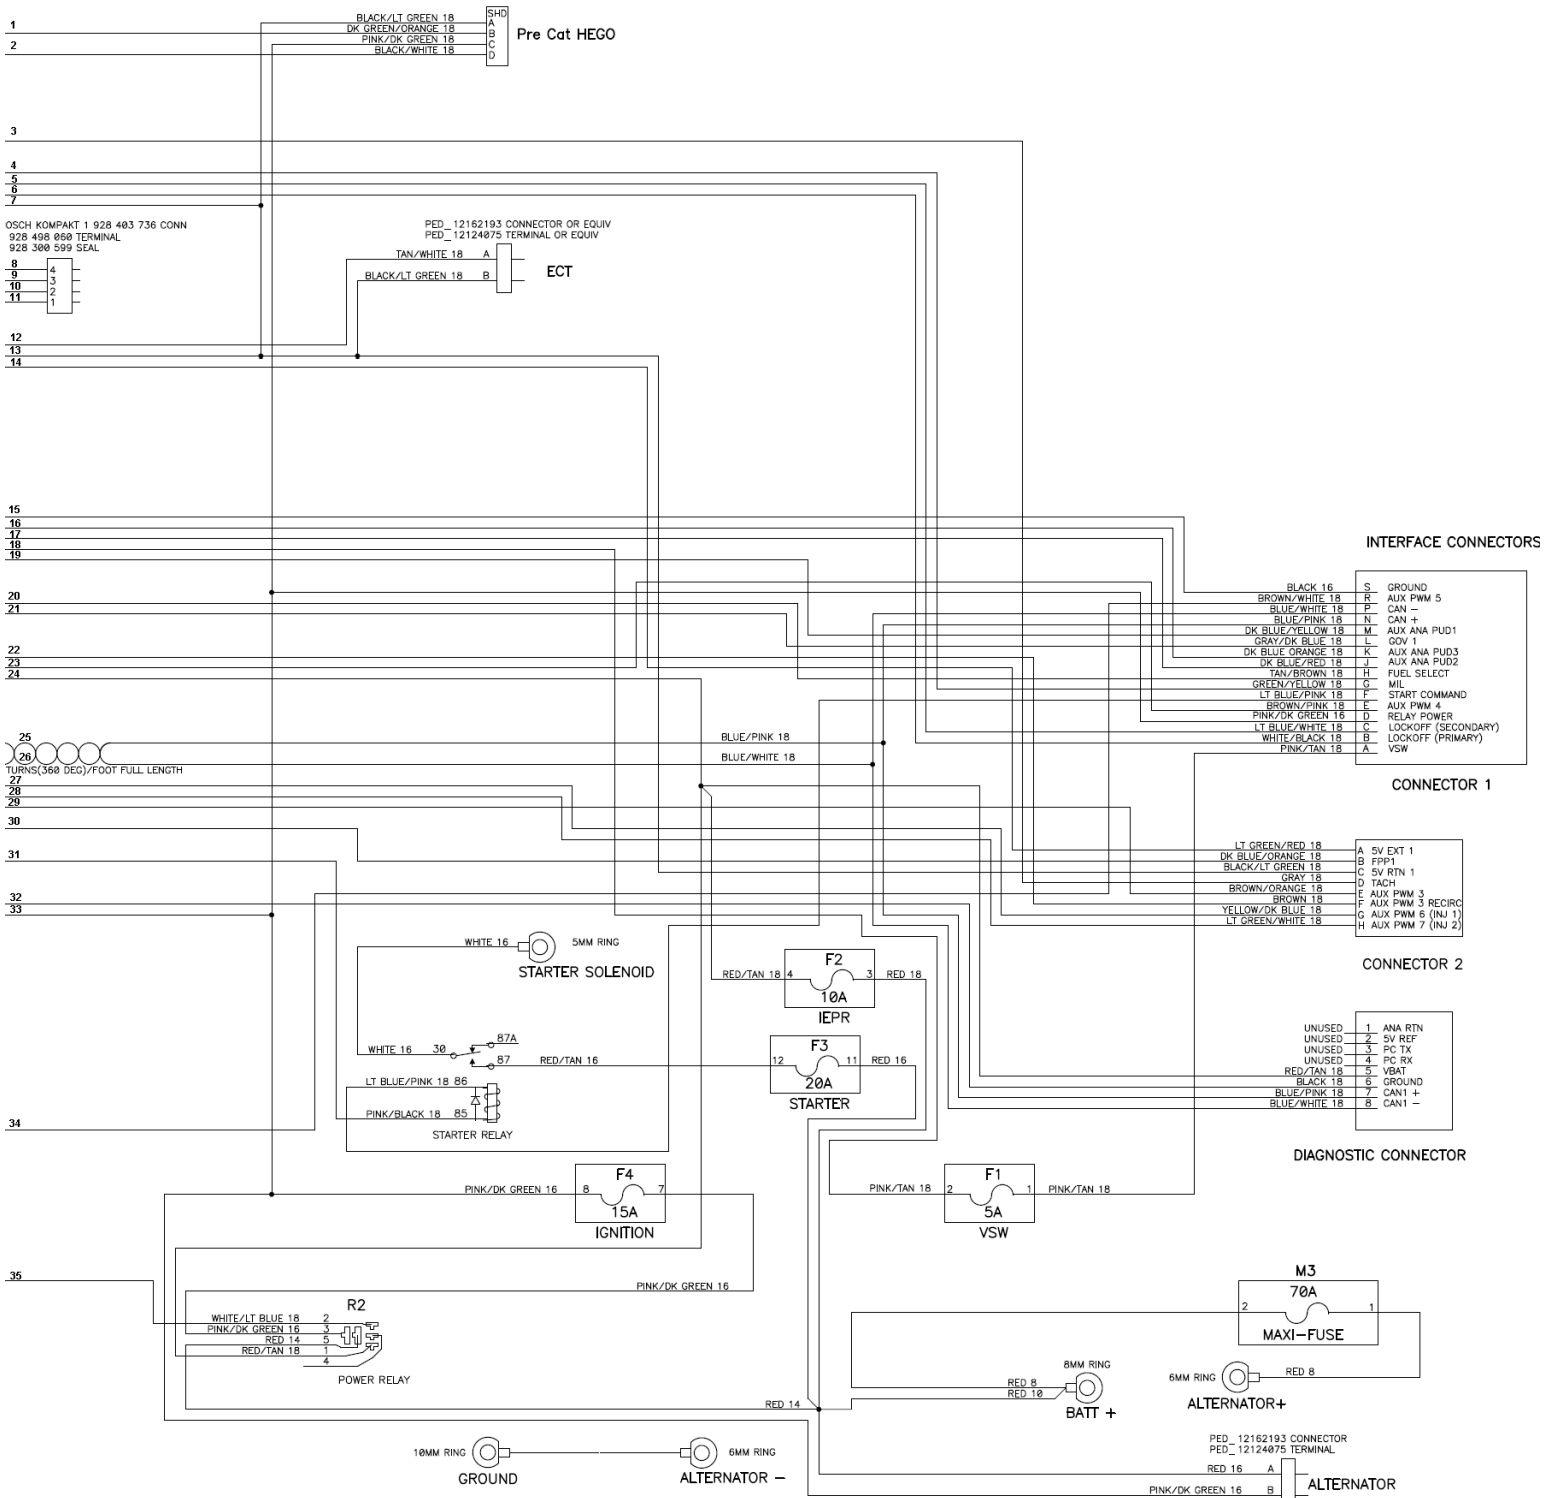 1
BLACK/LT GREEN 18
SHD
A
DK GREEN/ORANGE 18
B
Pre Cat HEGO
2
PINK/DK GREEN 18
C
BLACK/WHITE 18
D
3
4
5
6
7
OSCH KOMPAKT 1 928 403 736 CONN
928 498 060 TERMINAL
928 300 599 SEAL
PED_ 12162193 CONNECTOR OR EQUIV
PED_ 12124075 TERMINAL OR EQUIV
TAN/WHITE 18 A
BLACK/LT GREEN 18 B
ECT
8 4
9 3
10 2
11 1
12
13
14
15
16
17
18
19
20
21
22
23
24
INTERFACE CONNECTORS
BLACK 16 S GROUND
BROWN/WHITE 18 R AUX PWM 5
BLUE/WHITE 18 P CAN −
BLUE/PINK 18 N CAN +
DK BLUE/YELLOW 18 M AUX ANA PUD1
GRAY/DK BLUE 18 L GOV 1
DK BLUE ORANGE 18 K AUX ANA PUD3
DK BLUE/RED 18 J AUX ANA PUD2
TAN/BROWN 18 H FUEL SELECT
GREEN/YELLOW 18 G MIL
LT BLUE/PINK 18 F START COMMAND
BROWN/PINK 18 E AUX PWM 4
PINK/DK GREEN 16 D RELAY POWER
LT BLUE/WHITE 18 C LOCKOFF (SECONDARY)
WHITE/BLACK 18 B LOCKOFF (PRIMARY)
PINK/TAN 18 A VSW
CONNECTOR 1
25
BLUE/PINK 18
26
BLUE/WHITE 18
TURNS(360 DEG)/FOOT FULL LENGTH
27
28
29
30
31
32
33
LT GREEN/RED 18 A 5V EXT 1
DK BLUE/ORANGE 18 B FPP1
BLACK/LT GREEN 18 C 5V RTN 1
GRAY 18 D TACH
BROWN/ORANGE 18 E AUX PWM 3
BROWN 18 F AUX PWM 3 RECIRC
YELLOW/DK BLUE 18 G AUX PWM 6 (INJ 1)
LT GREEN/WHITE 18 H AUX PWM 7 (INJ 2)
CONNECTOR 2
WHITE 16
5MM RING
STARTER SOLENOID
F2
RED/TAN 18 4 3 RED 18
10A
IEPR
WHITE 16 30 87A
87 RED/TAN 16
F3
12 11 RED 16
20A
STARTER
LT BLUE/PINK 18 86
PINK/BLACK 18 85
STARTER RELAY
UNUSED 1 ANA RTN
UNUSED 2 5V REF
UNUSED 3 PC TX
UNUSED 4 PC RX
RED/TAN 18 5 VBAT
BLACK 18 6 GROUND
BLUE/PINK 18 7 CAN1 +
BLUE/WHITE 18 8 CAN1 −
DIAGNOSTIC CONNECTOR
34
F4
PINK/DK GREEN 16 8 7
15A
IGNITION
F1
PINK/TAN 18 2 1 PINK/TAN 18
5A
VSW
35
PINK/DK GREEN 16
R2
WHITE/LT BLUE 18 2
PINK/DK GREEN 16 3
RED 14 5
RED/TAN 18 1
4
POWER RELAY
M3
70A
2 1
MAXI−FUSE
8MM RING
RED 8
RED 10
BATT +
6MM RING
RED 8
ALTERNATOR+
RED 14
10MM RING
GROUND
6MM RING
ALTERNATOR −
PED_ 12162193 CONNECTOR
PED_ 12124075 TERMINAL
RED 16 A
ALTERNATOR
PINK/DK GREEN 16 B